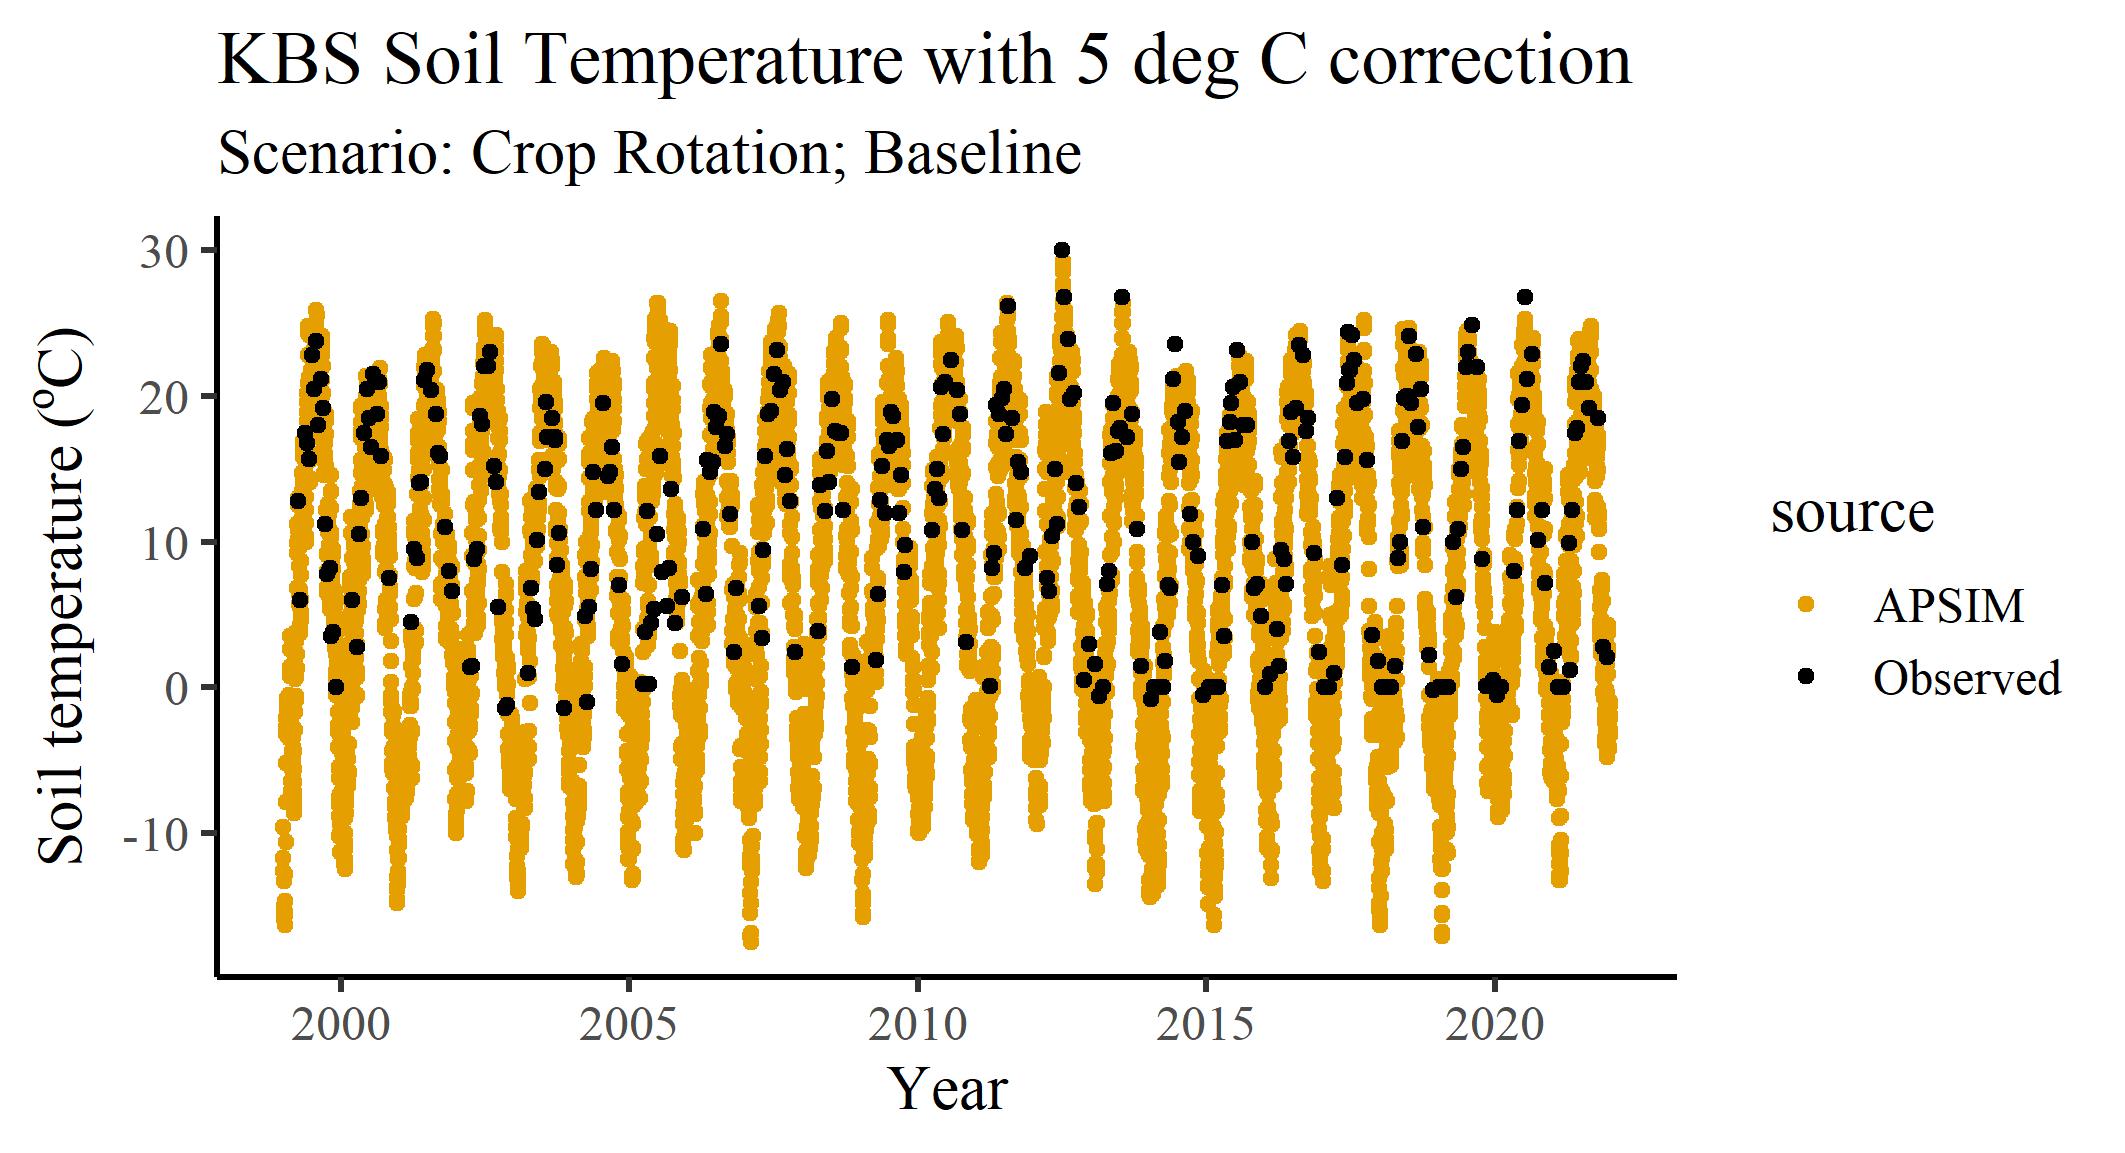 KBS Soil Temperature with 5 deg C correction
Scenario: Crop Rotation; Baseline
Soil temperature (ºC)
30
20
10
0
-10
2000 2005 2010 2015 2020
Year
source
APSIM
Observed